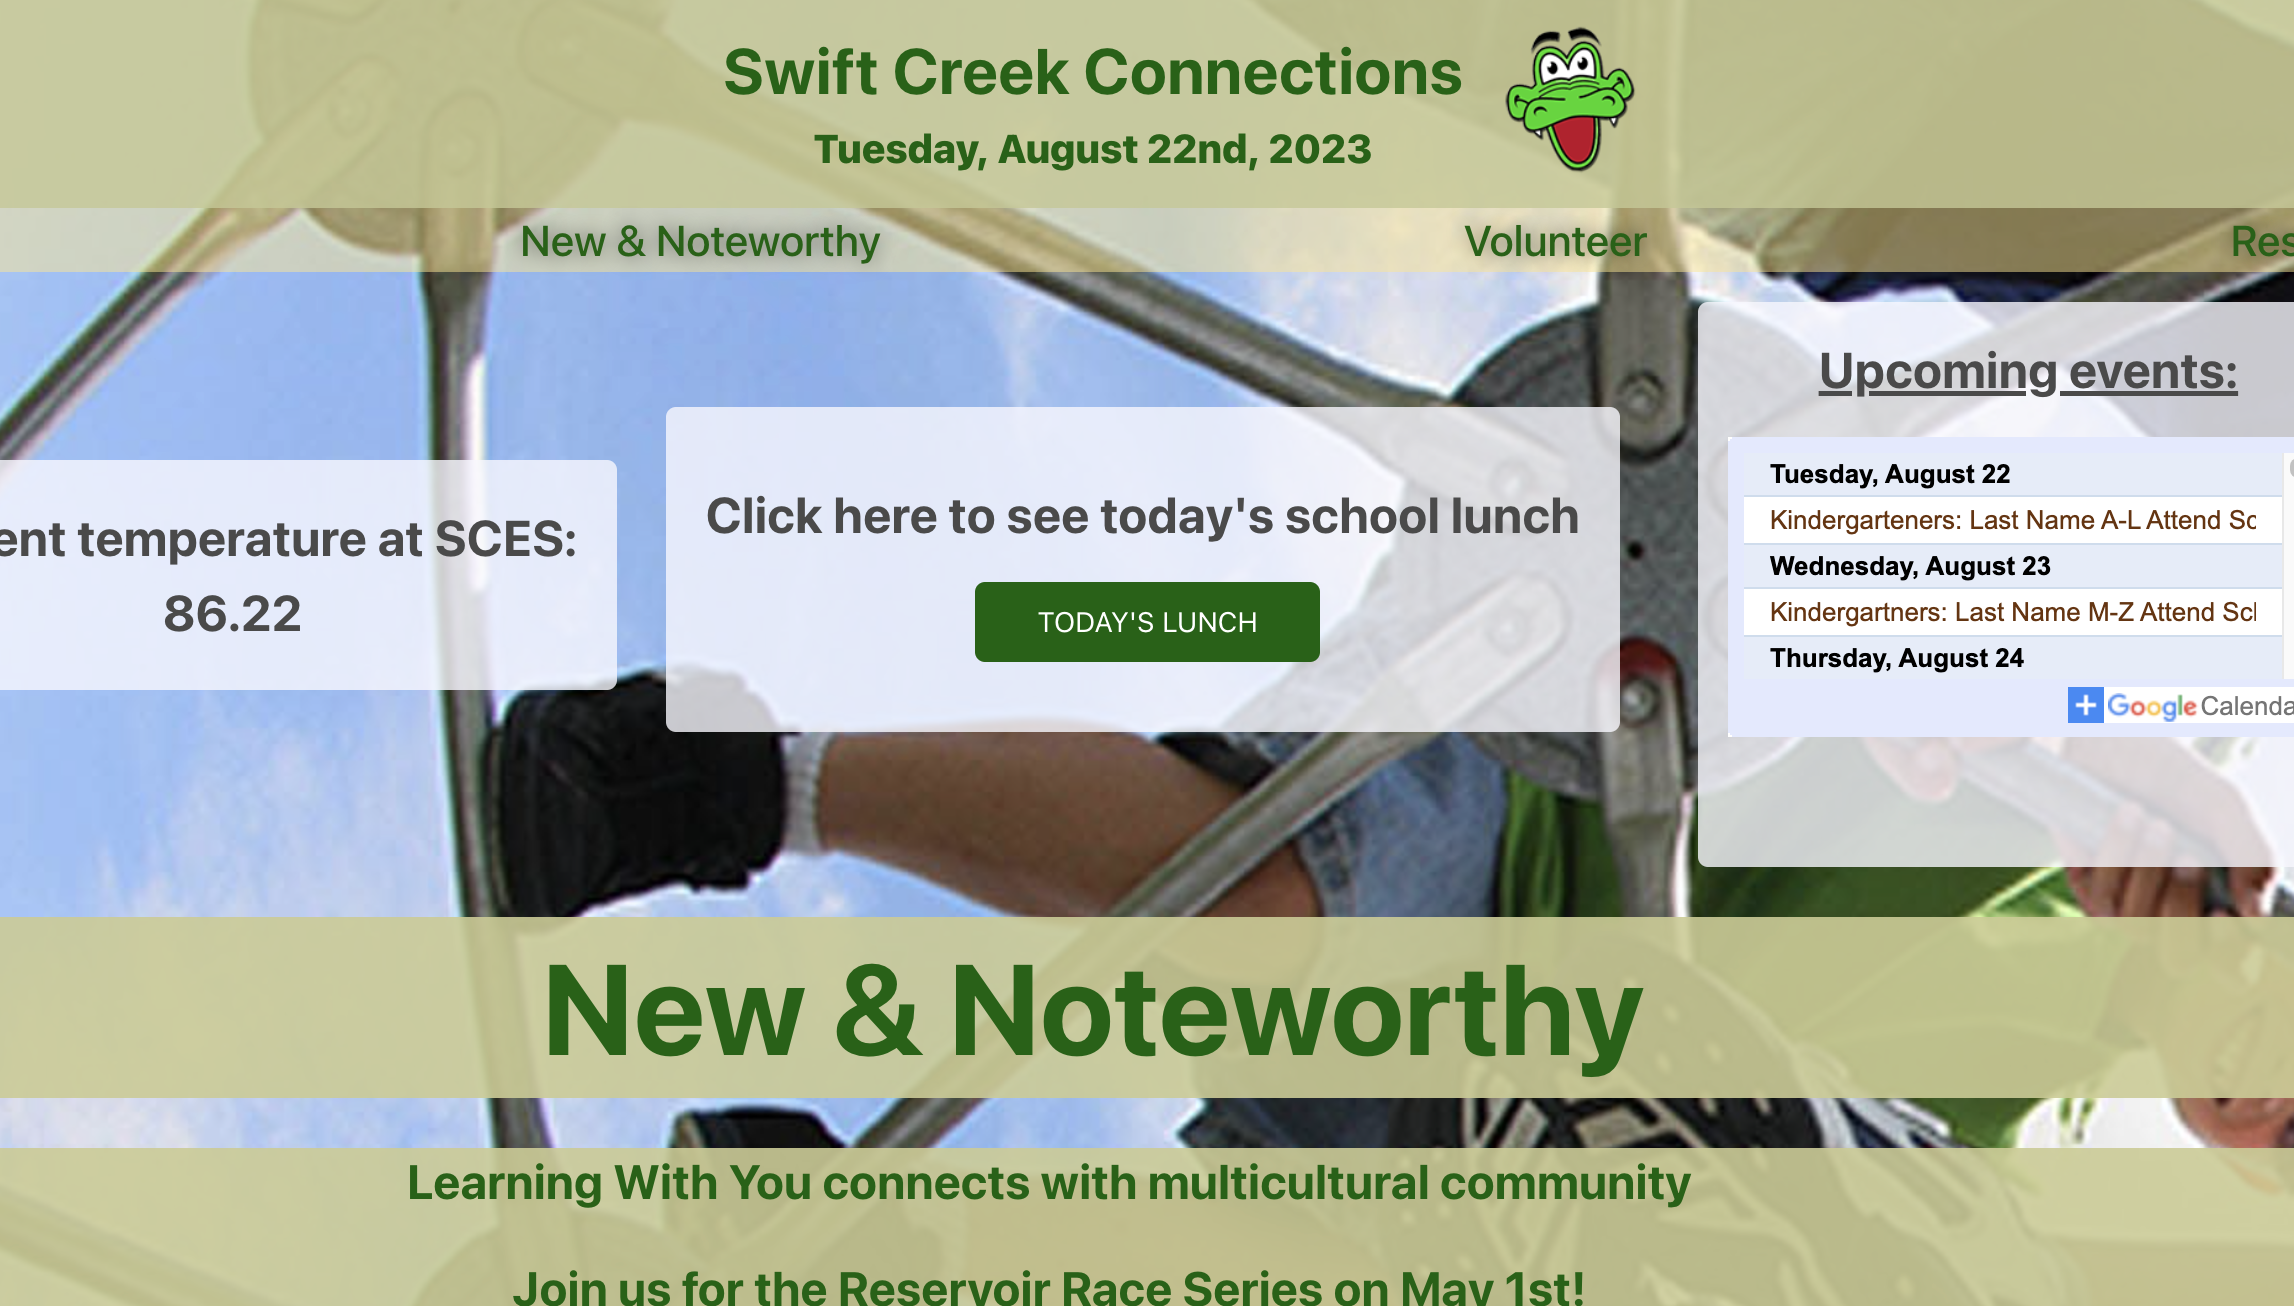 Swift Creek Connections
Tuesday, August 22nd, 2023
New & Noteworthy
Volunteer
Res
ent temperature at SCES:
86.22
Click here to see today's school lunch
TODAY'S LUNCH
Upcoming events:
Tuesday, August 22
Kindergarteners: Last Name A-L Attend Sc
Wednesday, August 23
Kindergartners: Last Name M-Z Attend Scl
Thursday, August 24
Google Calenda
New & Noteworthy
Learning With You connects with multicultural community
Join us for the Reservoir Race Series on May 1st!